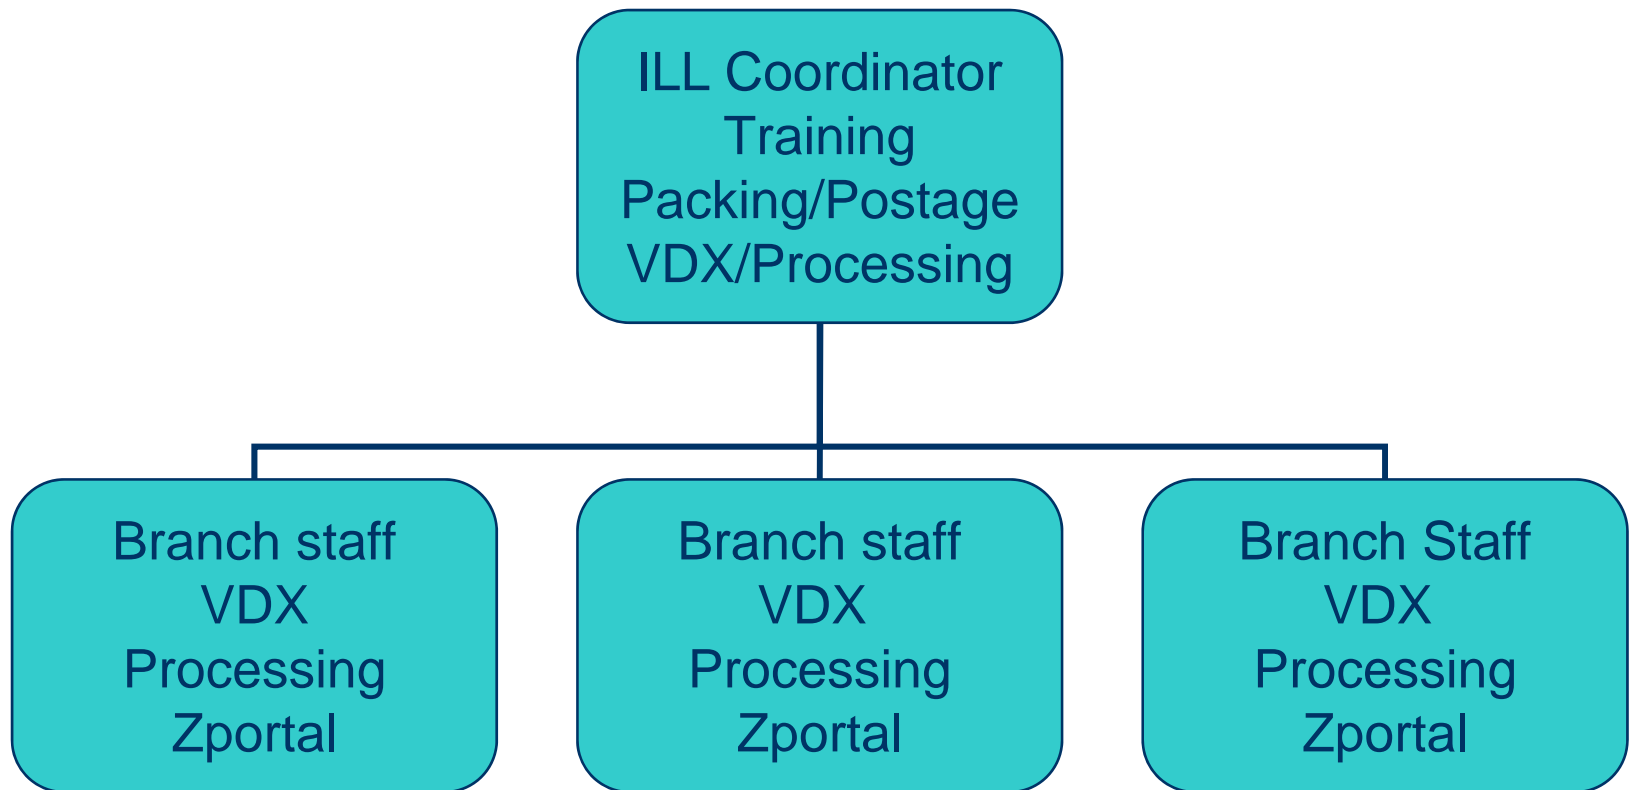 ILL Coordinator
Training
Packing/Postage
VDX/Processing
Branch staff
VDX
Processing
Zportal
Branch staff
VDX
Processing
Zportal
Branch Staff
VDX
Processing
Zportal